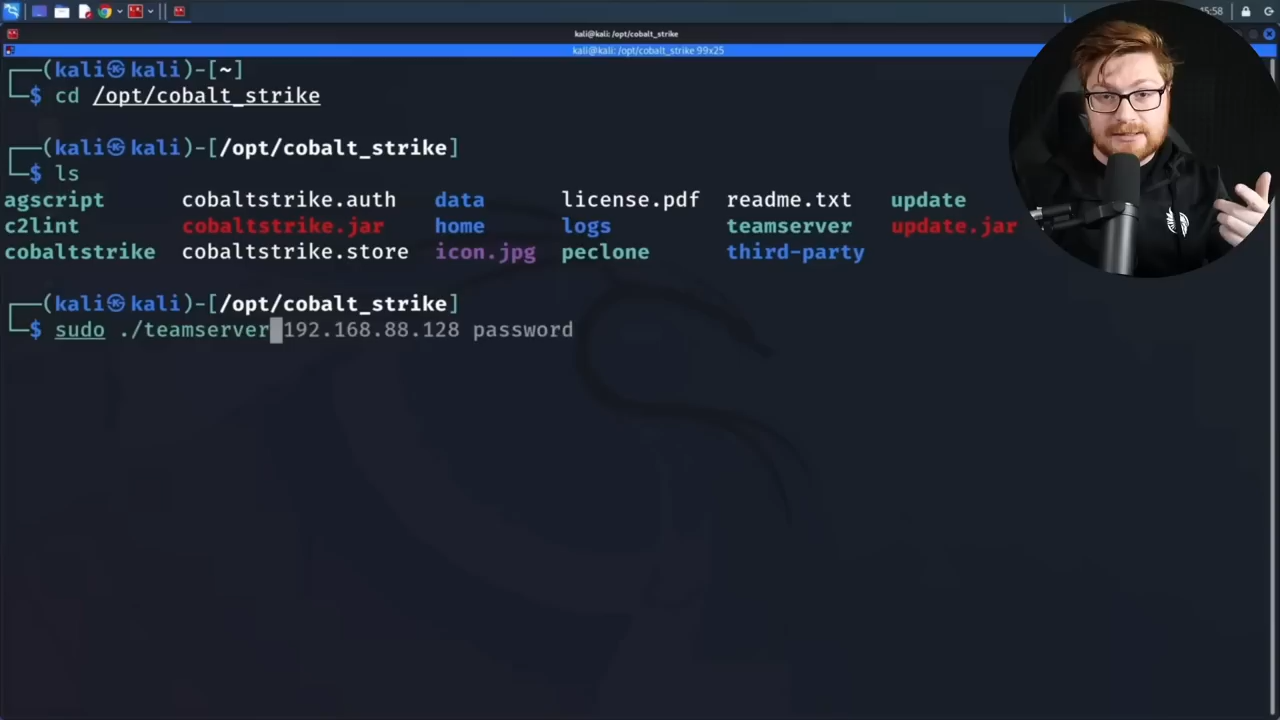 15:58
kali@kali: /opt/cobalt_strike
kali@kali: /opt/cobalt_strike 99x25
┌──(kali㉿kali)-[~]
└─$ cd /opt/cobalt_strike
┌──(kali㉿kali)-[/opt/cobalt_strike]
└─$ ls
agscript cobaltstrike.auth data license.pdf readme.txt update
c2lint cobaltstrike.jar home logs teamserver update.jar
cobaltstrike cobaltstrike.store icon.jpg peclone third-party
┌──(kali㉿kali)-[/opt/cobalt_strike]
└─$ sudo ./teamserver 192.168.88.128 password